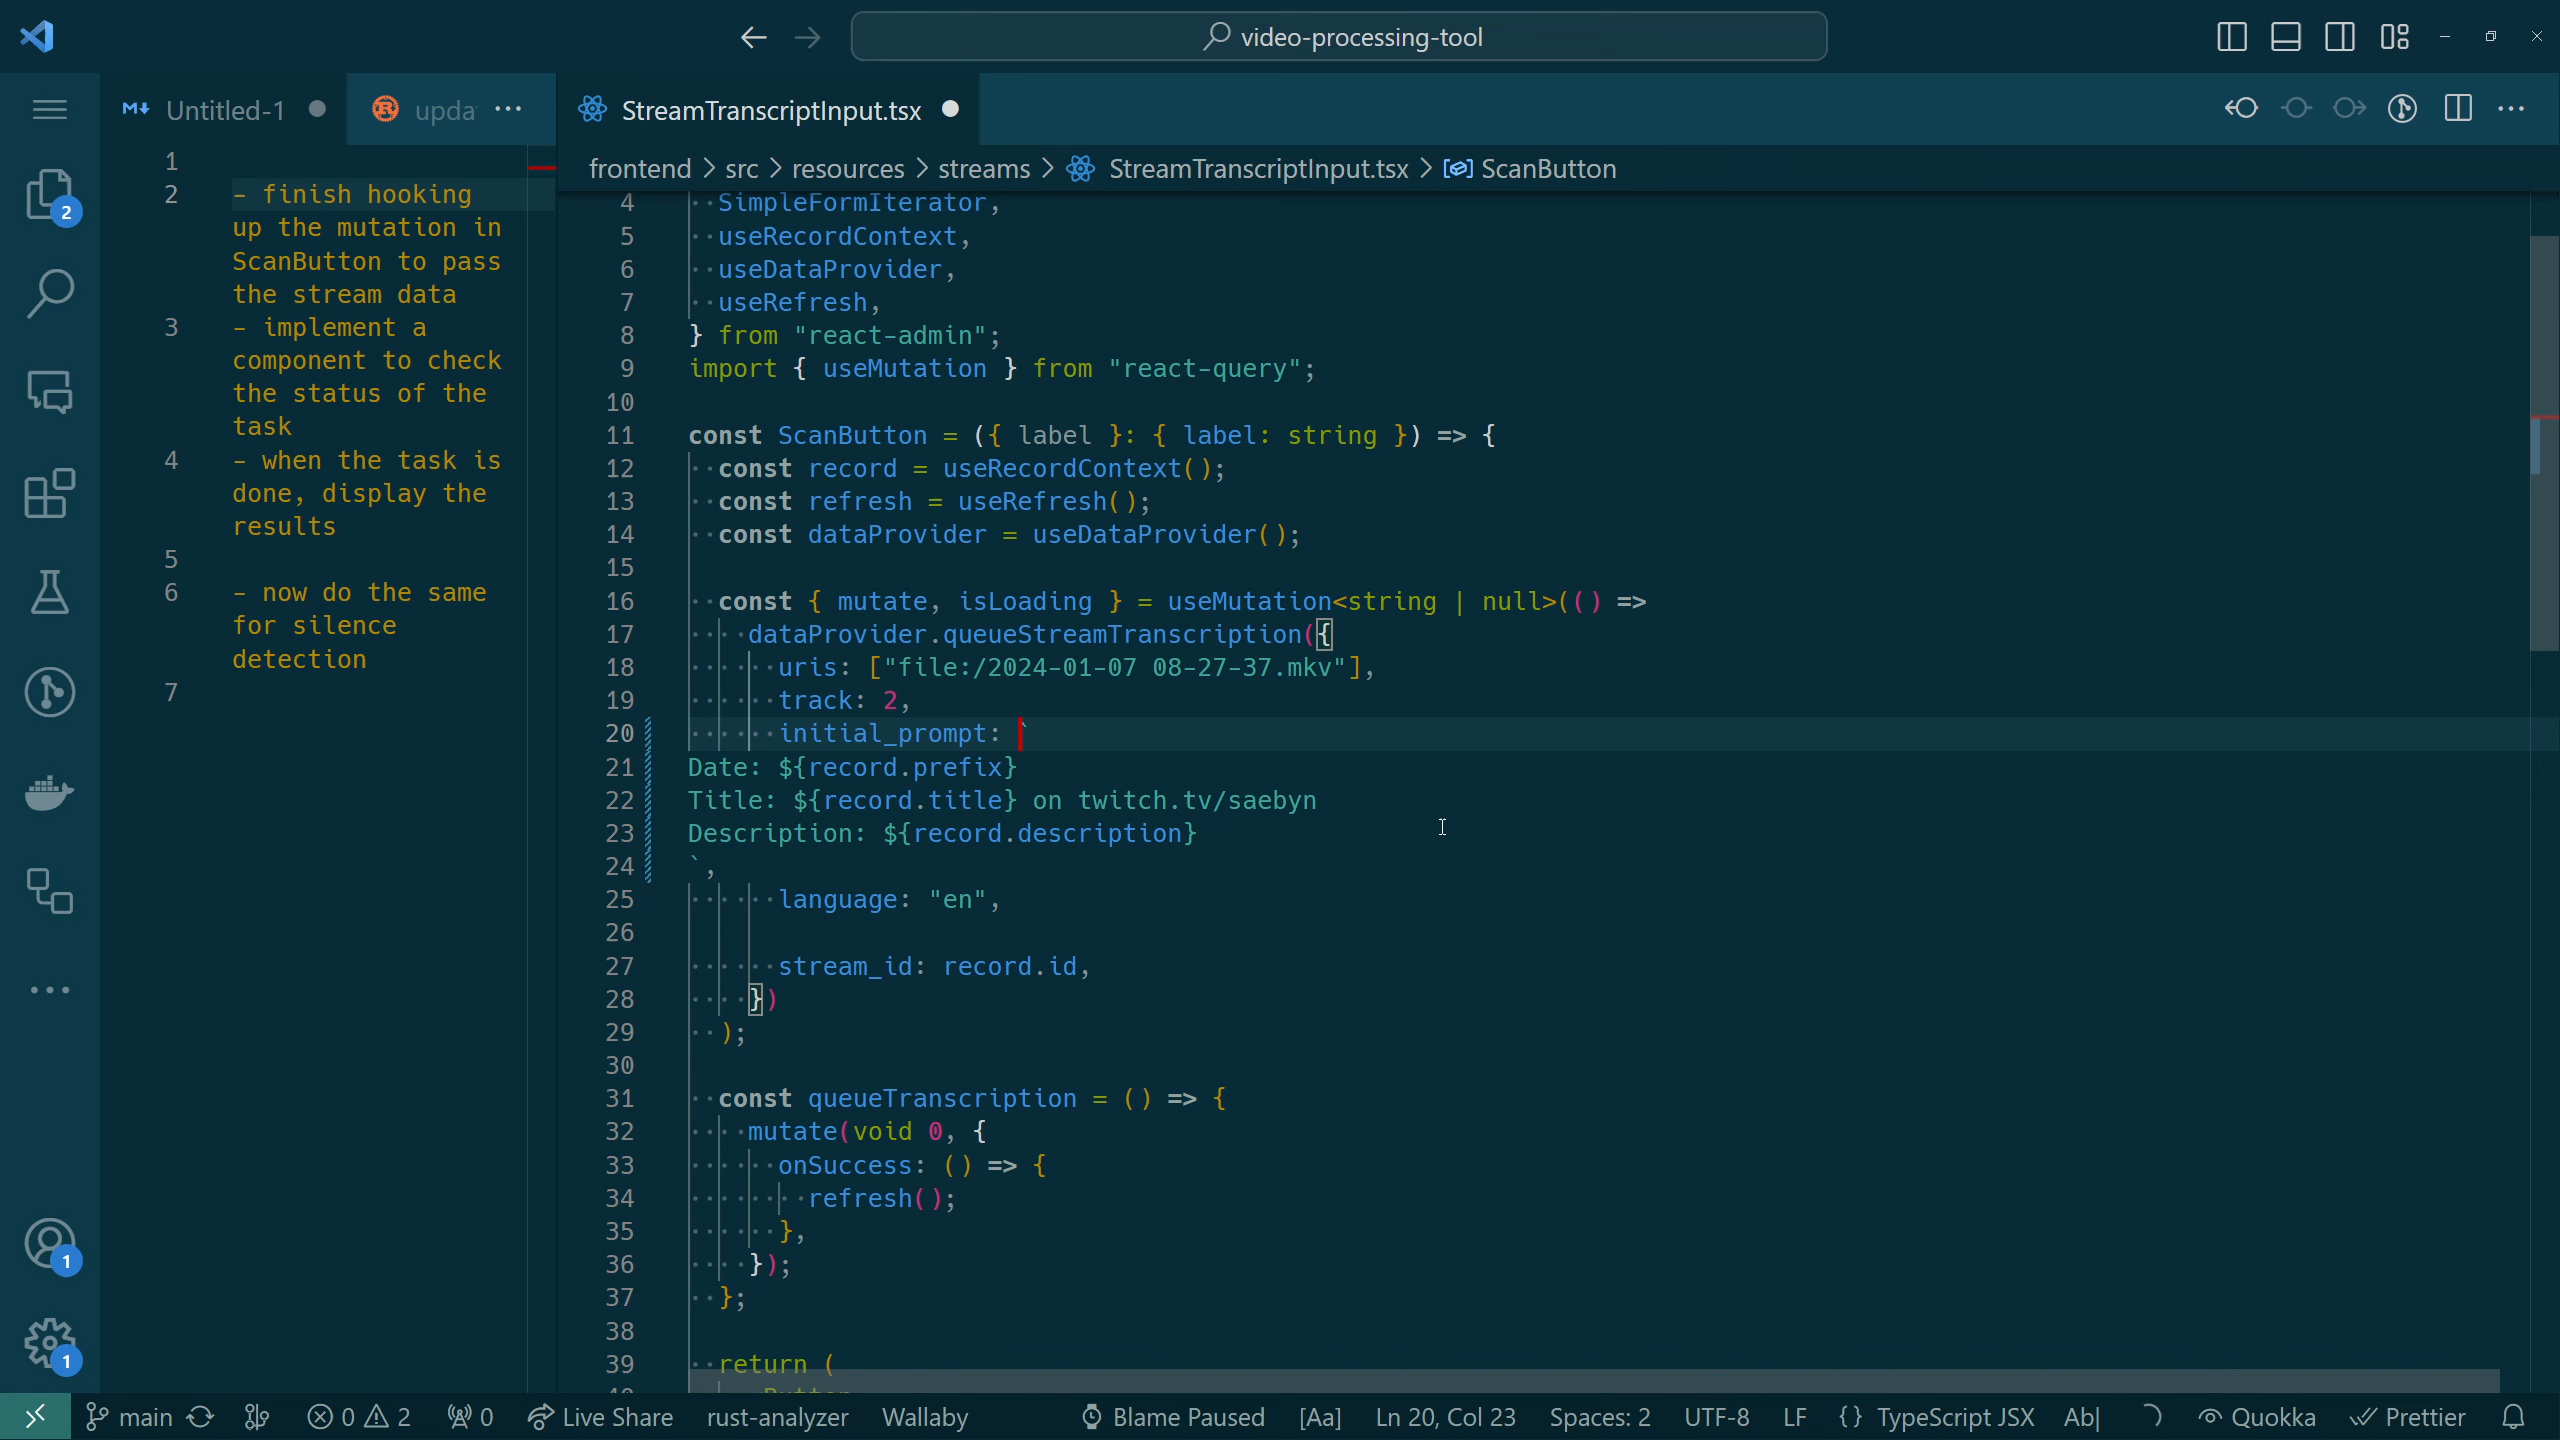 video-processing-tool
Untitled-1
upda
StreamTranscriptInput.tsx
frontend > src > resources > streams > StreamTranscriptInput.tsx > ScanButton
1
2 - finish hooking
up the mutation in
ScanButton to pass
the stream data
3 - implement a
component to check
the status of the
task
4 - when the task is
done, display the
results
5
6 - now do the same
for silence
detection
7
4 SimpleFormIterator,
5 useRecordContext,
6 useDataProvider,
7 useRefresh,
8 } from "react-admin";
9 import { useMutation } from "react-query";
10
11 const ScanButton = ({ label }: { label: string }) => {
12 const record = useRecordContext();
13 const refresh = useRefresh();
14 const dataProvider = useDataProvider();
15
16 const { mutate, isLoading } = useMutation<string | null>(() =>
17 dataProvider.queueStreamTranscription({
18 uris: ["file:/2024-01-07 08-27-37.mkv"],
19 track: 2,
20 initial_prompt: `
21 Date: ${record.prefix}
22 Title: ${record.title} on twitch.tv/saebyn
23 Description: ${record.description}
24 `,
25 language: "en",
26
27 stream_id: record.id,
28 })
29 );
30
31 const queueTranscription = () => {
32 mutate(void 0, {
33 onSuccess: () => {
34 refresh();
35 },
36 });
37 };
38
39 return (
2
1
1
main
0 2
0
Live Share
rust-analyzer
Wallaby
Blame Paused
[Aa]
Ln 20, Col 23
Spaces: 2
UTF-8
LF
{} TypeScript JSX
Ab|
Quokka
Prettier